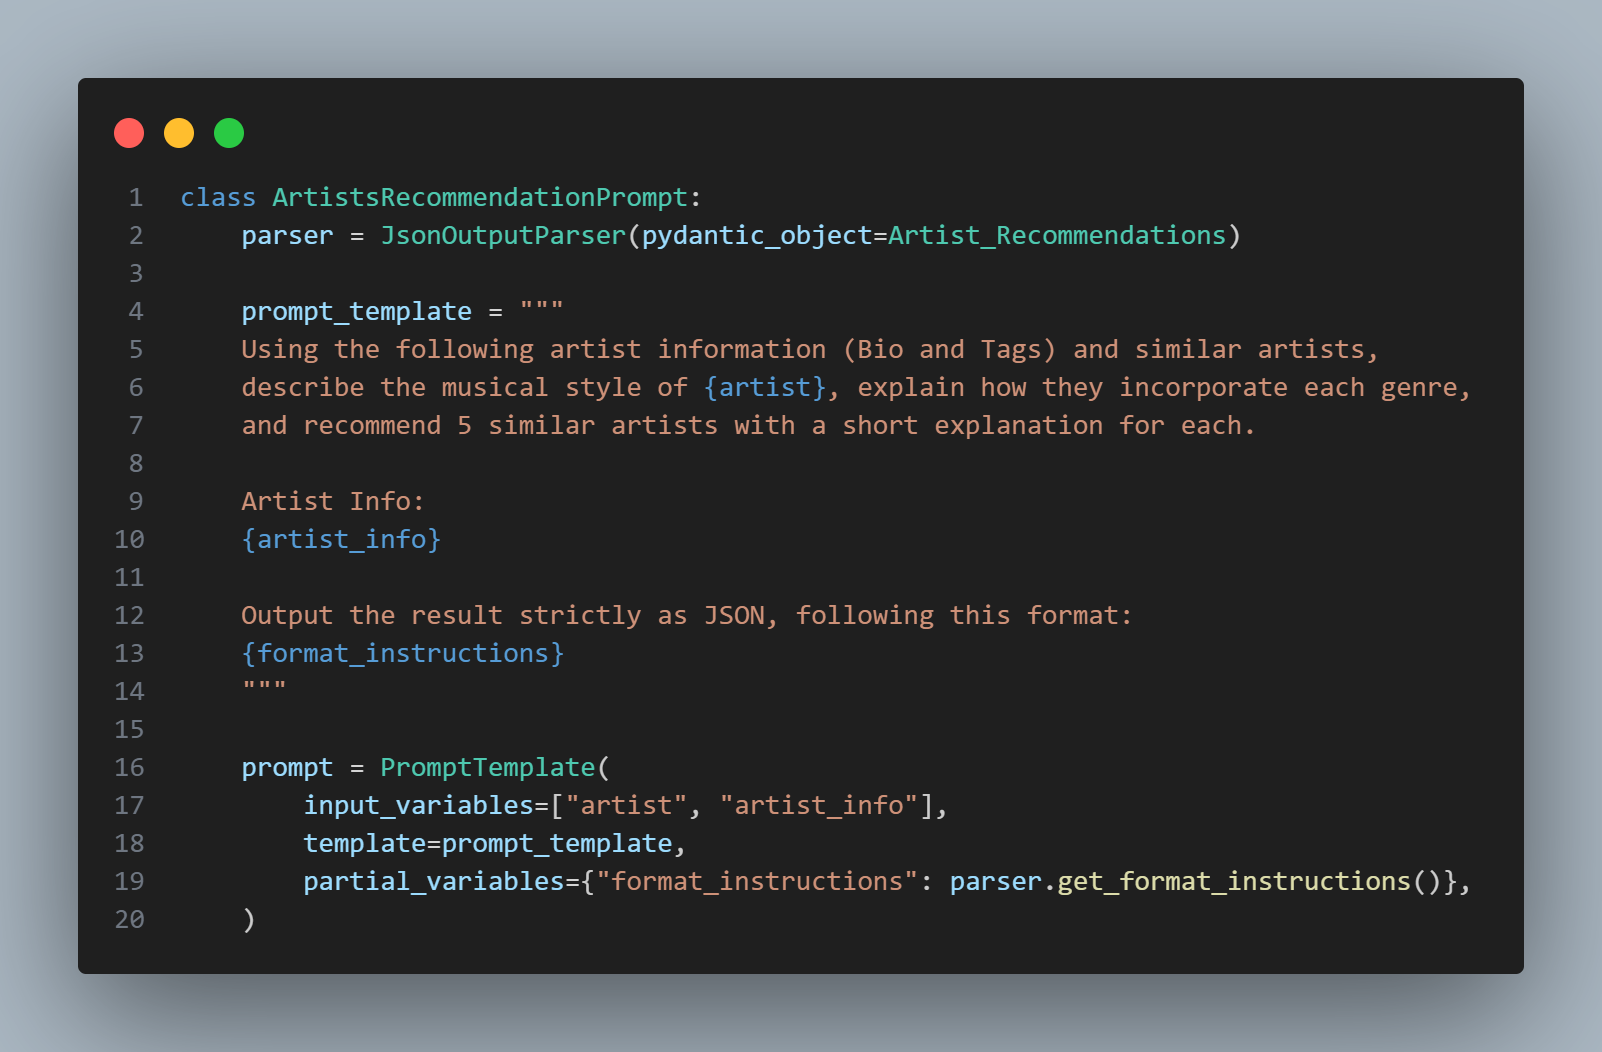 1 class ArtistsRecommendationPrompt:
2     parser = JsonOutputParser(pydantic_object=Artist_Recommendations)
3
4     prompt_template = """
5     Using the following artist information (Bio and Tags) and similar artists,
6     describe the musical style of {artist}, explain how they incorporate each genre,
7     and recommend 5 similar artists with a short explanation for each.
8
9     Artist Info:
10     {artist_info}
11
12     Output the result strictly as JSON, following this format:
13     {format_instructions}
14     """
15
16     prompt = PromptTemplate(
17         input_variables=["artist", "artist_info"],
18         template=prompt_template,
19         partial_variables={"format_instructions": parser.get_format_instructions()},
20     )